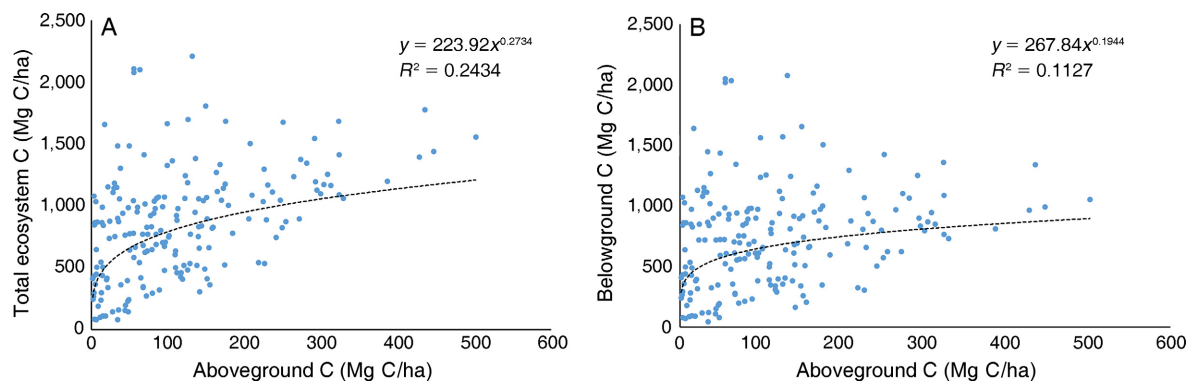 A
y = 223.92x^0.2734
R² = 0.2434
2,500
2,000
1,500
1,000
500
0
Total ecosystem C (Mg C/ha)
0 100 200 300 400 500 600
Aboveground C (Mg C/ha)
B
y = 267.84x^0.1944
R² = 0.1127
2,500
2,000
1,500
1,000
500
0
Belowground C (Mg C/ha)
0 100 200 300 400 500 600
Aboveground C (Mg C/ha)